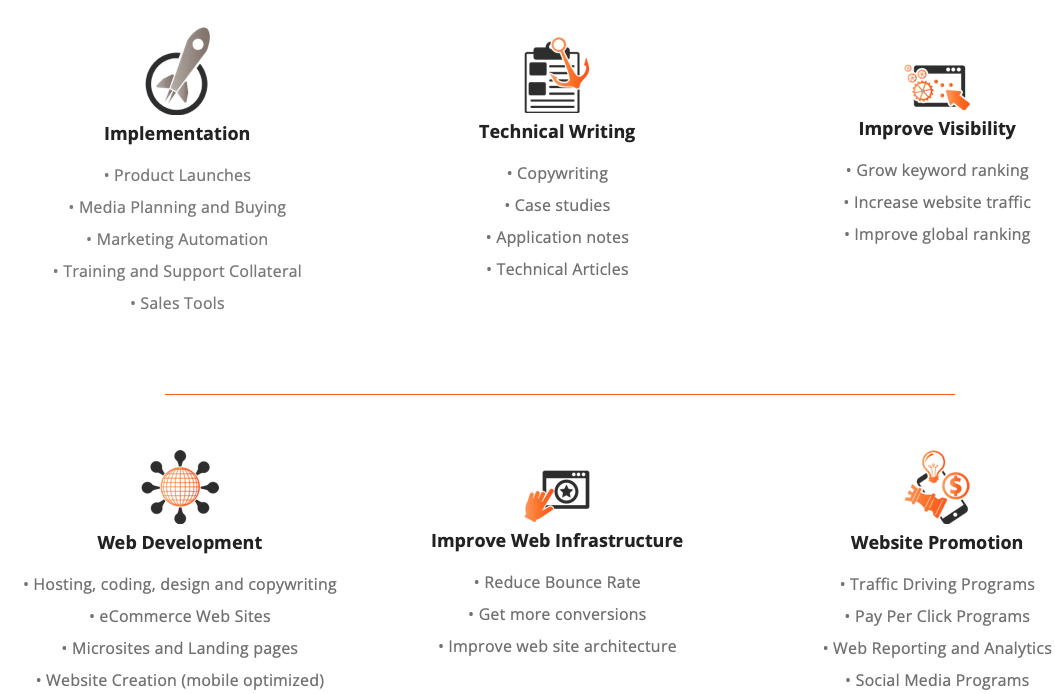 Implementation
• Product Launches
• Media Planning and Buying
• Marketing Automation
• Training and Support Collateral
• Sales Tools
Technical Writing
• Copywriting
• Case studies
• Application notes
• Technical Articles
Improve Visibility
• Grow keyword ranking
• Increase website traffic
• Improve global ranking
Web Development
• Hosting, coding, design and copywriting
• eCommerce Web Sites
• Microsites and Landing pages
• Website Creation (mobile optimized)
Improve Web Infrastructure
• Reduce Bounce Rate
• Get more conversions
• Improve web site architecture
Website Promotion
• Traffic Driving Programs
• Pay Per Click Programs
• Web Reporting and Analytics
• Social Media Programs